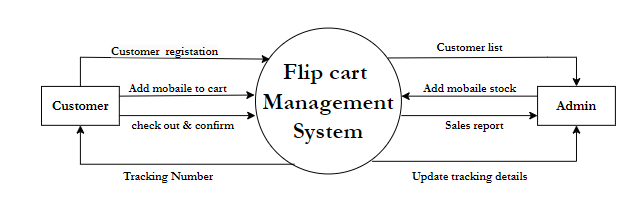 Customer registation
Customer list
Flip cart
Management
System
Add mobaile to cart
Add mobaile stock
Customer
Admin
check out & confirm
Sales report
Tracking Number
Update tracking details